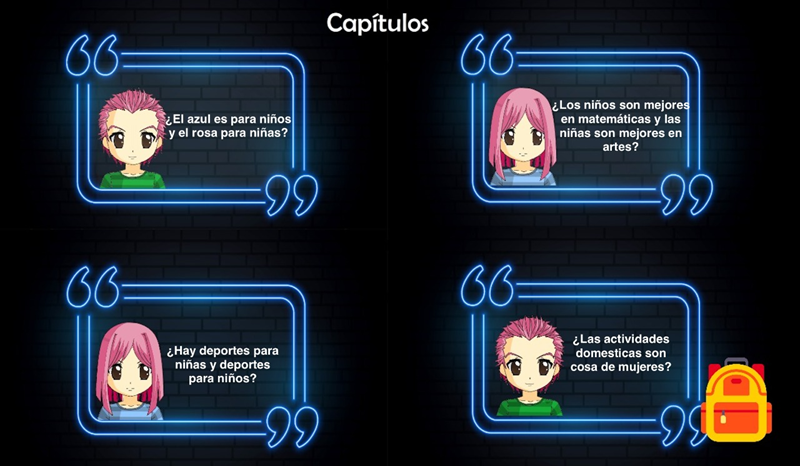 Capítulos
¿El azul es para niños
y el rosa para niñas?
¿Los niños son mejores
en matemáticas y las
niñas son mejores en
artes?
¿Hay deportes para
niñas y deportes
para niños?
¿Las actividades
domesticas son
cosa de mujeres?